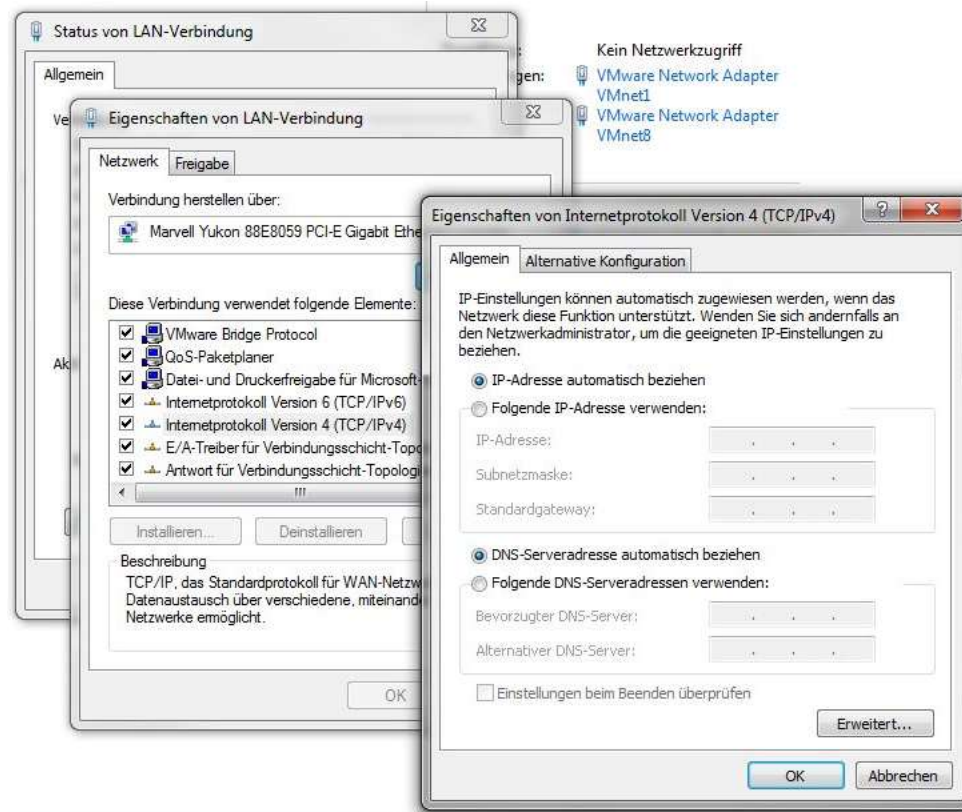 Status von LAN-Verbindung
Allgemein
Kein Netzwerkzugriff
VMware Network Adapter
VMnet1
VMware Network Adapter
VMnet8
Eigenschaften von LAN-Verbindung
Netzwerk Freigabe
Verbindung herstellen über:
Marvell Yukon 88E8059 PCI-E Gigabit
Diese Verbindung verwendet folgende Elemente:
VMware Bridge Protocol
QoS-Paketplaner
Datei- und Druckerfreigabe für Microsoft-
Internetprotokoll Version 6 (TCP/IPv6)
Internetprotokoll Version 4 (TCP/IPv4)
E/A-Treiber für Verbindungsschicht-
Antwort für Verbindungsschicht-
Installieren... Deinstallieren
Beschreibung
TCP/IP, das Standardprotokoll für
Datenaustausch über verschiedene,
Netzwerke ermöglicht.
OK
Eigenschaften von Internetprotokoll Version 4 (TCP/IPv4)
Allgemein Alternative Konfiguration
IP-Einstellungen können automatisch zugewiesen werden, wenn das
Netzwerk diese Funktion unterstützt. Wenden Sie sich andernfalls an
den Netzwerkadministrator, um die geeigneten IP-Einstellungen zu
beziehen.
IP-Adresse automatisch beziehen
Folgende IP-Adresse verwenden:
IP-Adresse:
Subnetzmaske:
Standardgateway:
DNS-Serveradresse automatisch beziehen
Folgende DNS-Serveradressen verwenden:
Bevorzugter DNS-Server:
Alternativer DNS-Server:
Einstellungen beim Beenden überprüfen
Erweitert...
OK Abbrechen